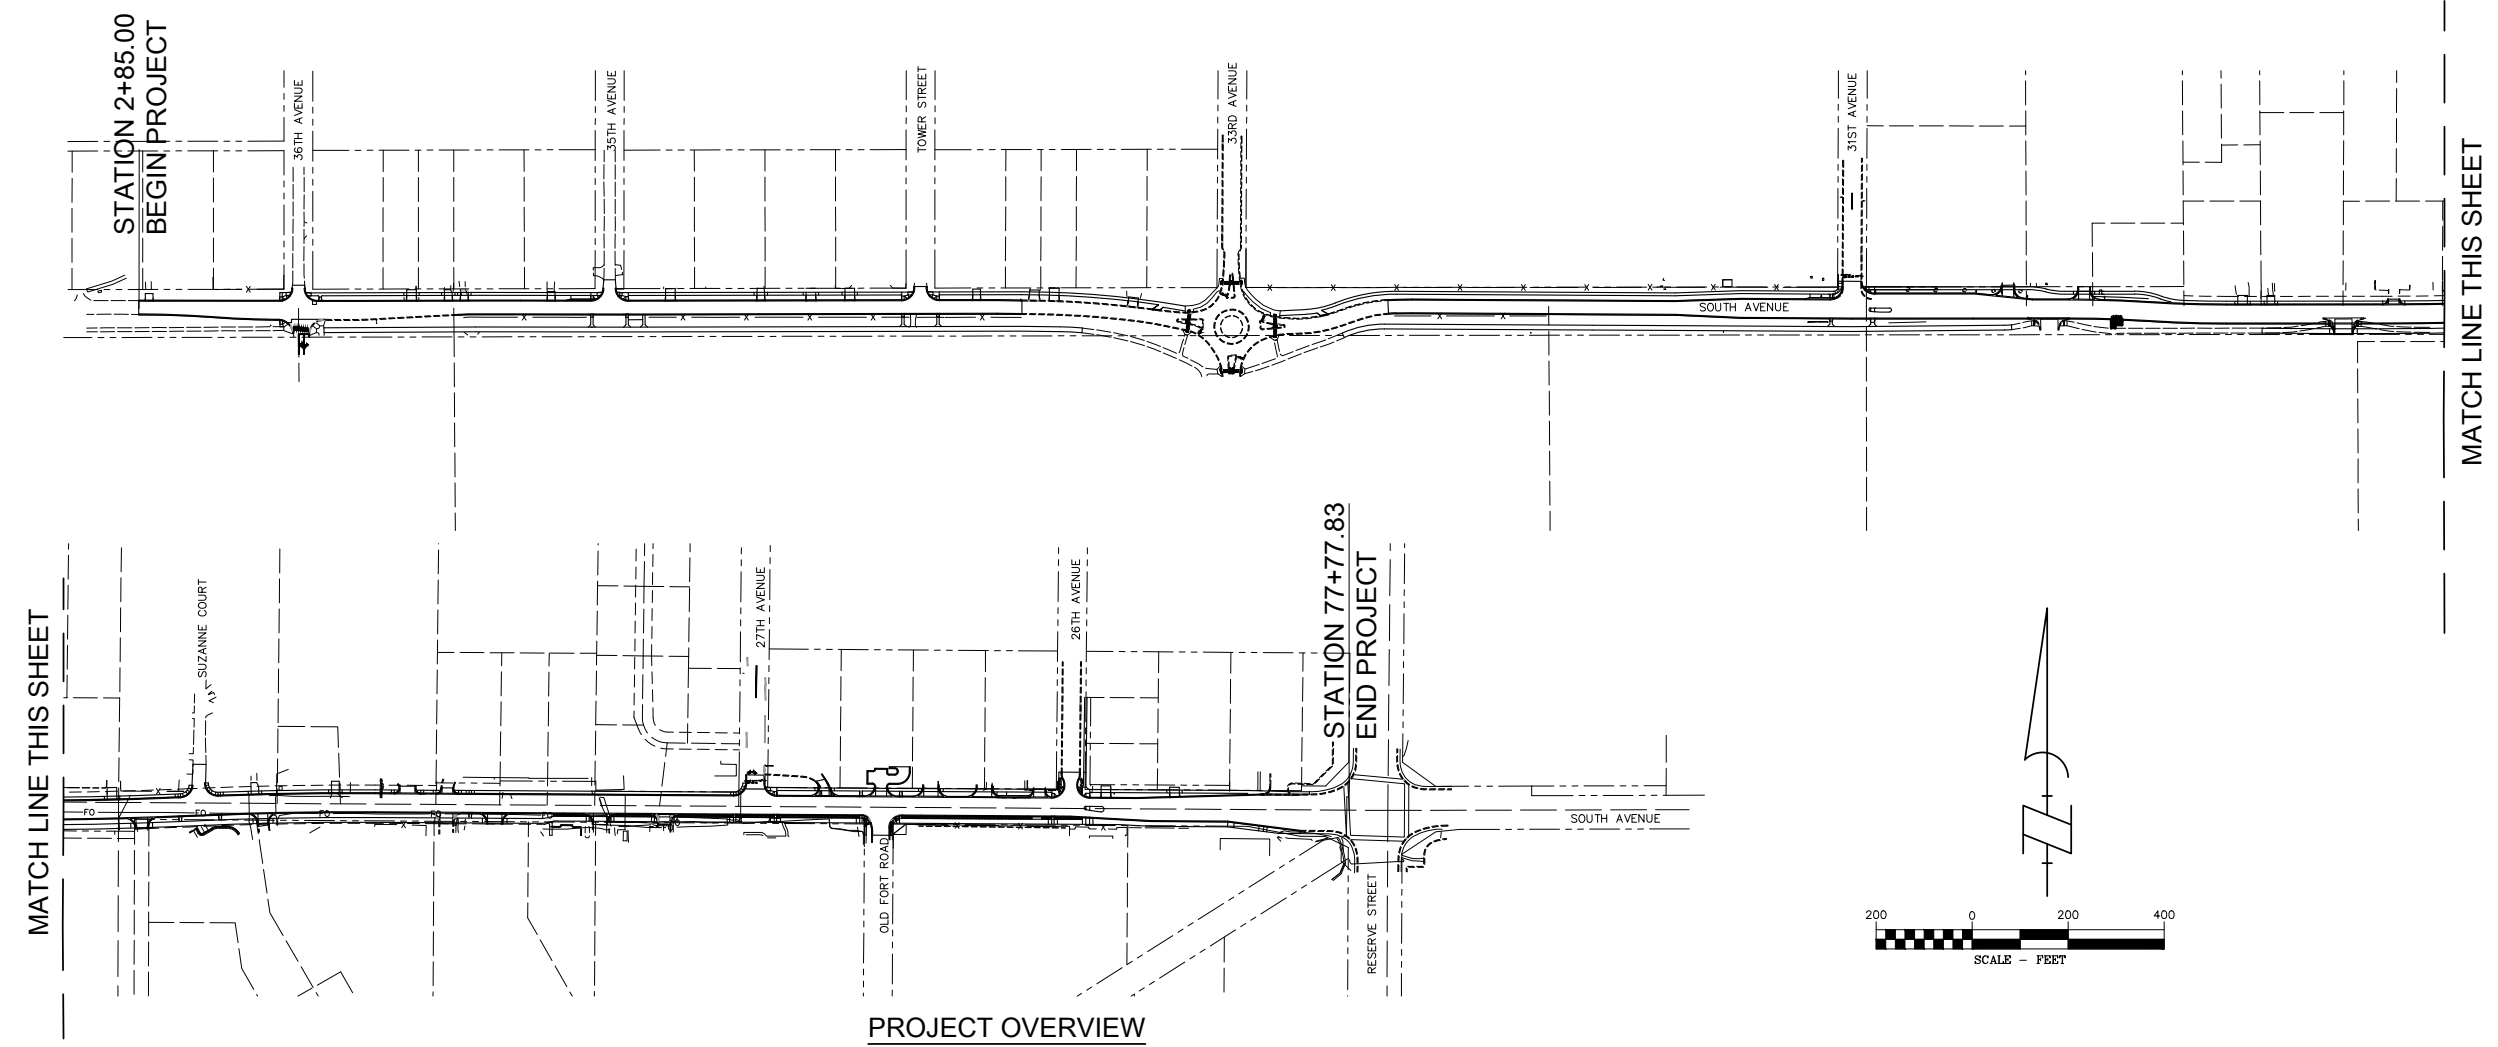 STATION 2+85.00
BEGIN PROJECT
36TH AVENUE
35TH AVENUE
TOWER STREET
33RD AVENUE
31ST AVENUE
SOUTH AVENUE
MATCH LINE THIS SHEET
MATCH LINE THIS SHEET
SUZANNE COURT
27TH AVENUE
26TH AVENUE
STATION 77+77.83
END PROJECT
FO
FO
FO
FO
FO
OLD FORT ROAD
RESERVE STREET
SOUTH AVENUE
200 0 200 400
SCALE - FEET
PROJECT OVERVIEW